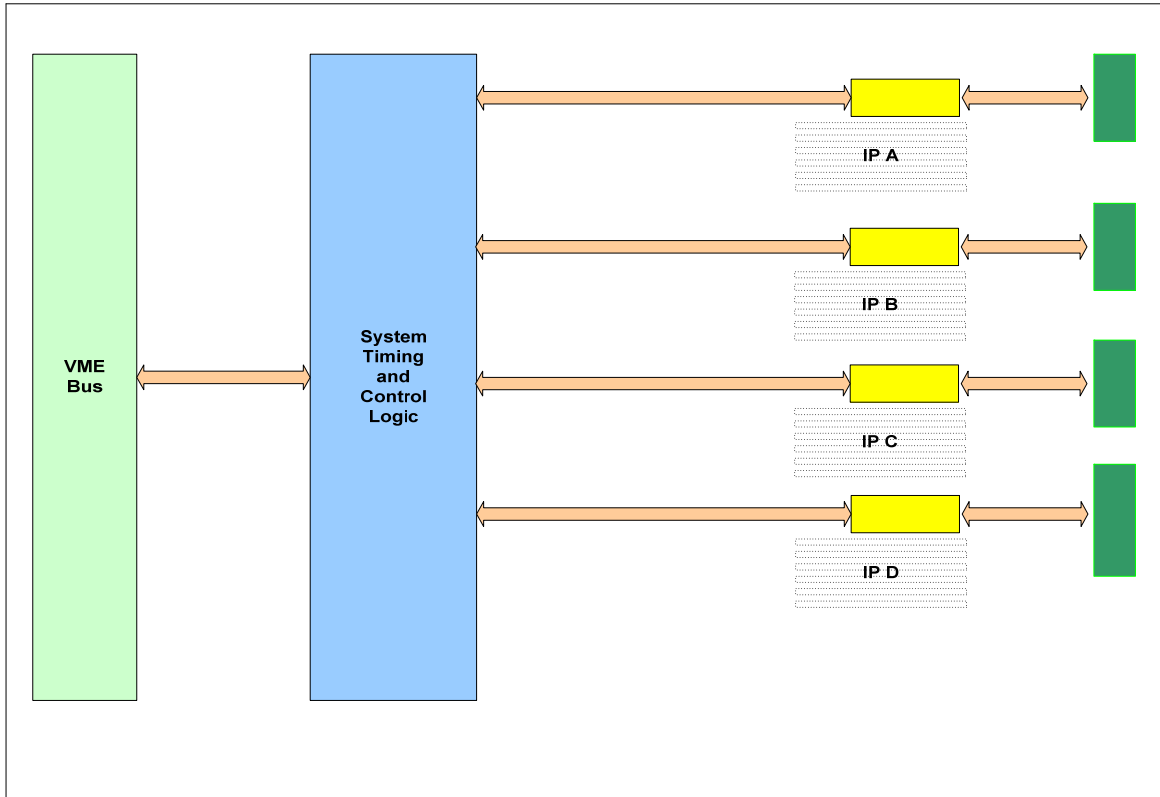 VME
Bus
System
Timing
and
Control
Logic
IP A
IP B
IP C
IP D